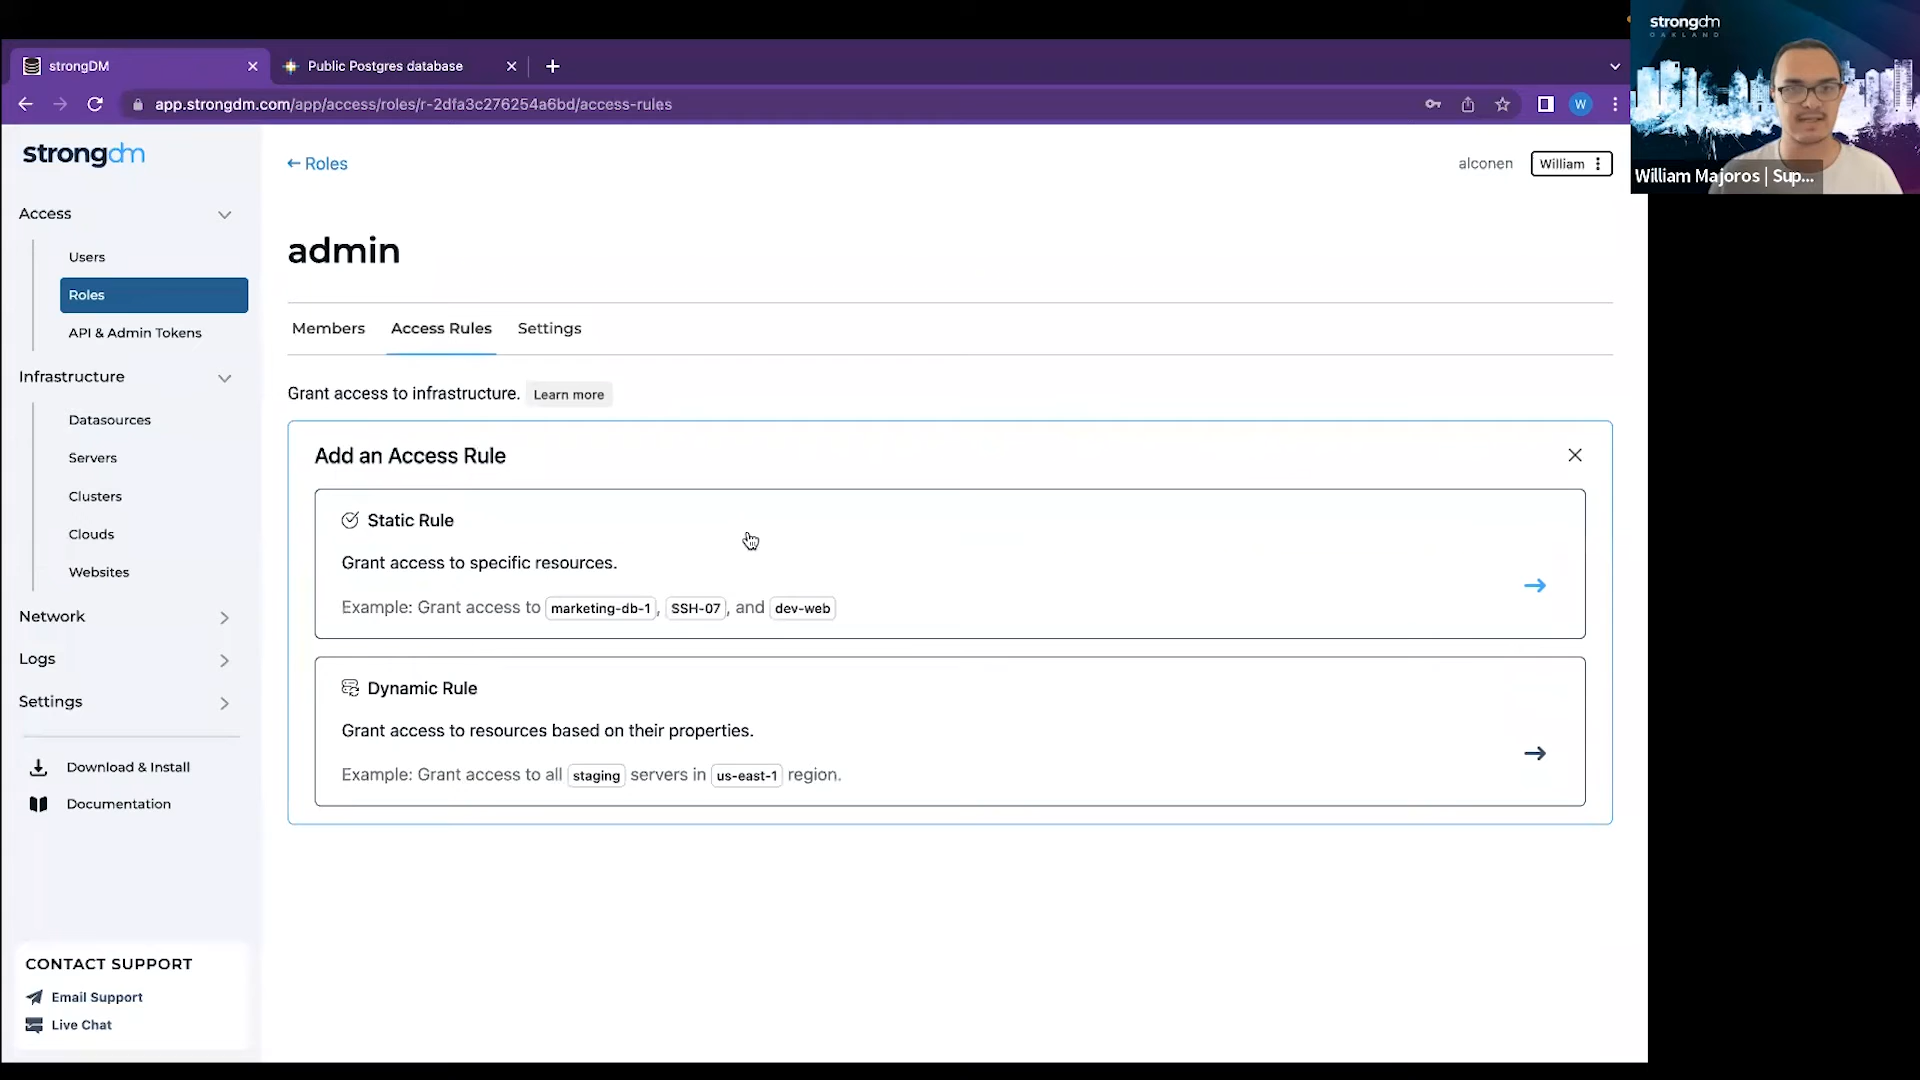 strongDM
Public Postgres database
app.strongdm.com/app/access/roles/r-2dfa3c276254a6bd/access-rules
W
strongdm
OAKLAND
William Majoros | Sup...
strongdm
← Roles
alconen
William
Access
Users
Roles
API & Admin Tokens
Infrastructure
Datasources
Servers
Clusters
Clouds
Websites
Network
Logs
Settings
Download & Install
Documentation
CONTACT SUPPORT
Email Support
Live Chat
admin
Members Access Rules Settings
Grant access to infrastructure. Learn more
Add an Access Rule
Static Rule
Grant access to specific resources.
Example: Grant access to marketing-db-1, SSH-07, and dev-web
Dynamic Rule
Grant access to resources based on their properties.
Example: Grant access to all staging servers in us-east-1 region.